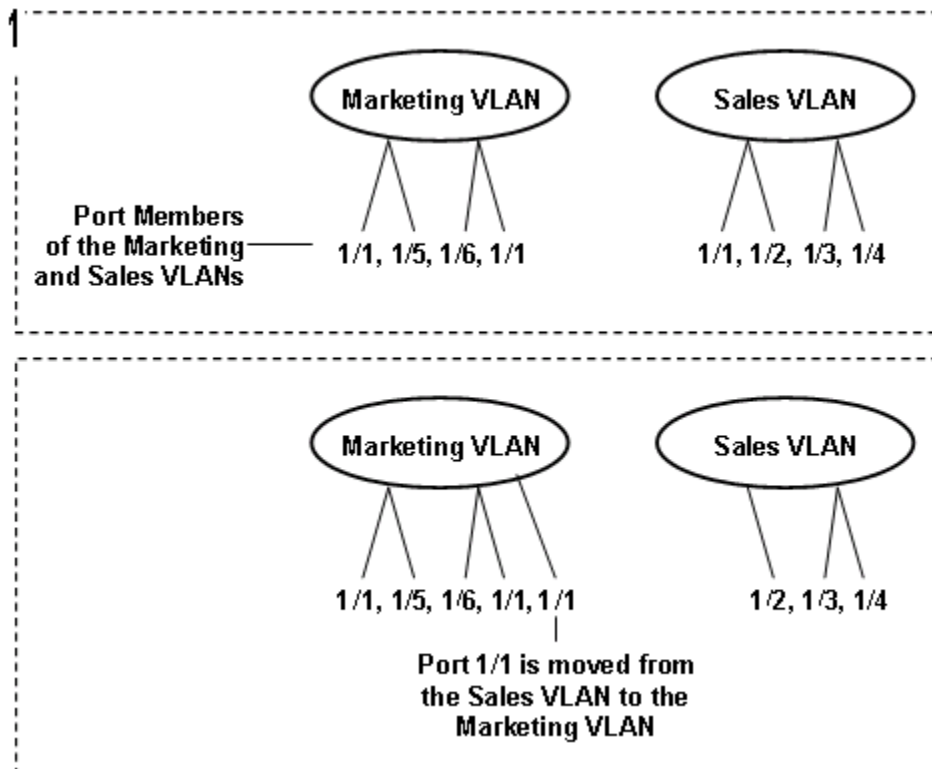 1
Marketing VLAN
Sales VLAN
Port Members
of the Marketing
and Sales VLANs
1/1, 1/5, 1/6, 1/1
1/1, 1/2, 1/3, 1/4
Marketing VLAN
Sales VLAN
1/1, 1/5, 1/6, 1/1, 1/1
1/2, 1/3, 1/4
Port 1/1 is moved from
the Sales VLAN to the
Marketing VLAN